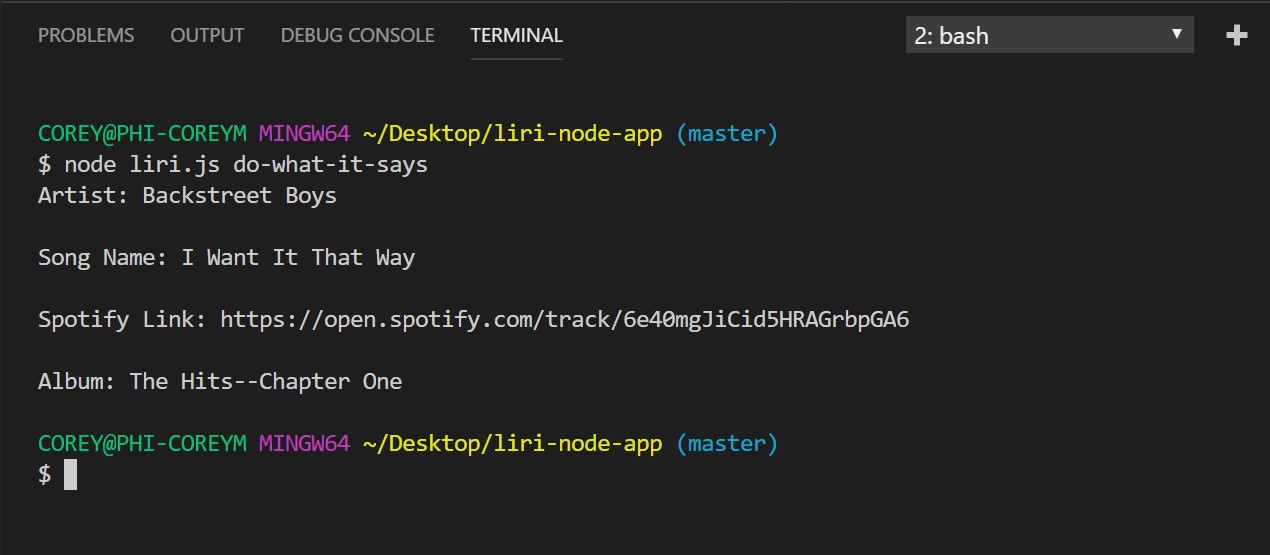 PROBLEMS OUTPUT DEBUG CONSOLE TERMINAL 2: bash
COREY@PHI-COREYM MINGW64 ~/Desktop/liri-node-app (master)
$ node liri.js do-what-it-says
Artist: Backstreet Boys
Song Name: I Want It That Way
Spotify Link: https://open.spotify.com/track/6e40mgJiCid5HRAGrbpGA6
Album: The Hits--Chapter One
COREY@PHI-COREYM MINGW64 ~/Desktop/liri-node-app (master)
$